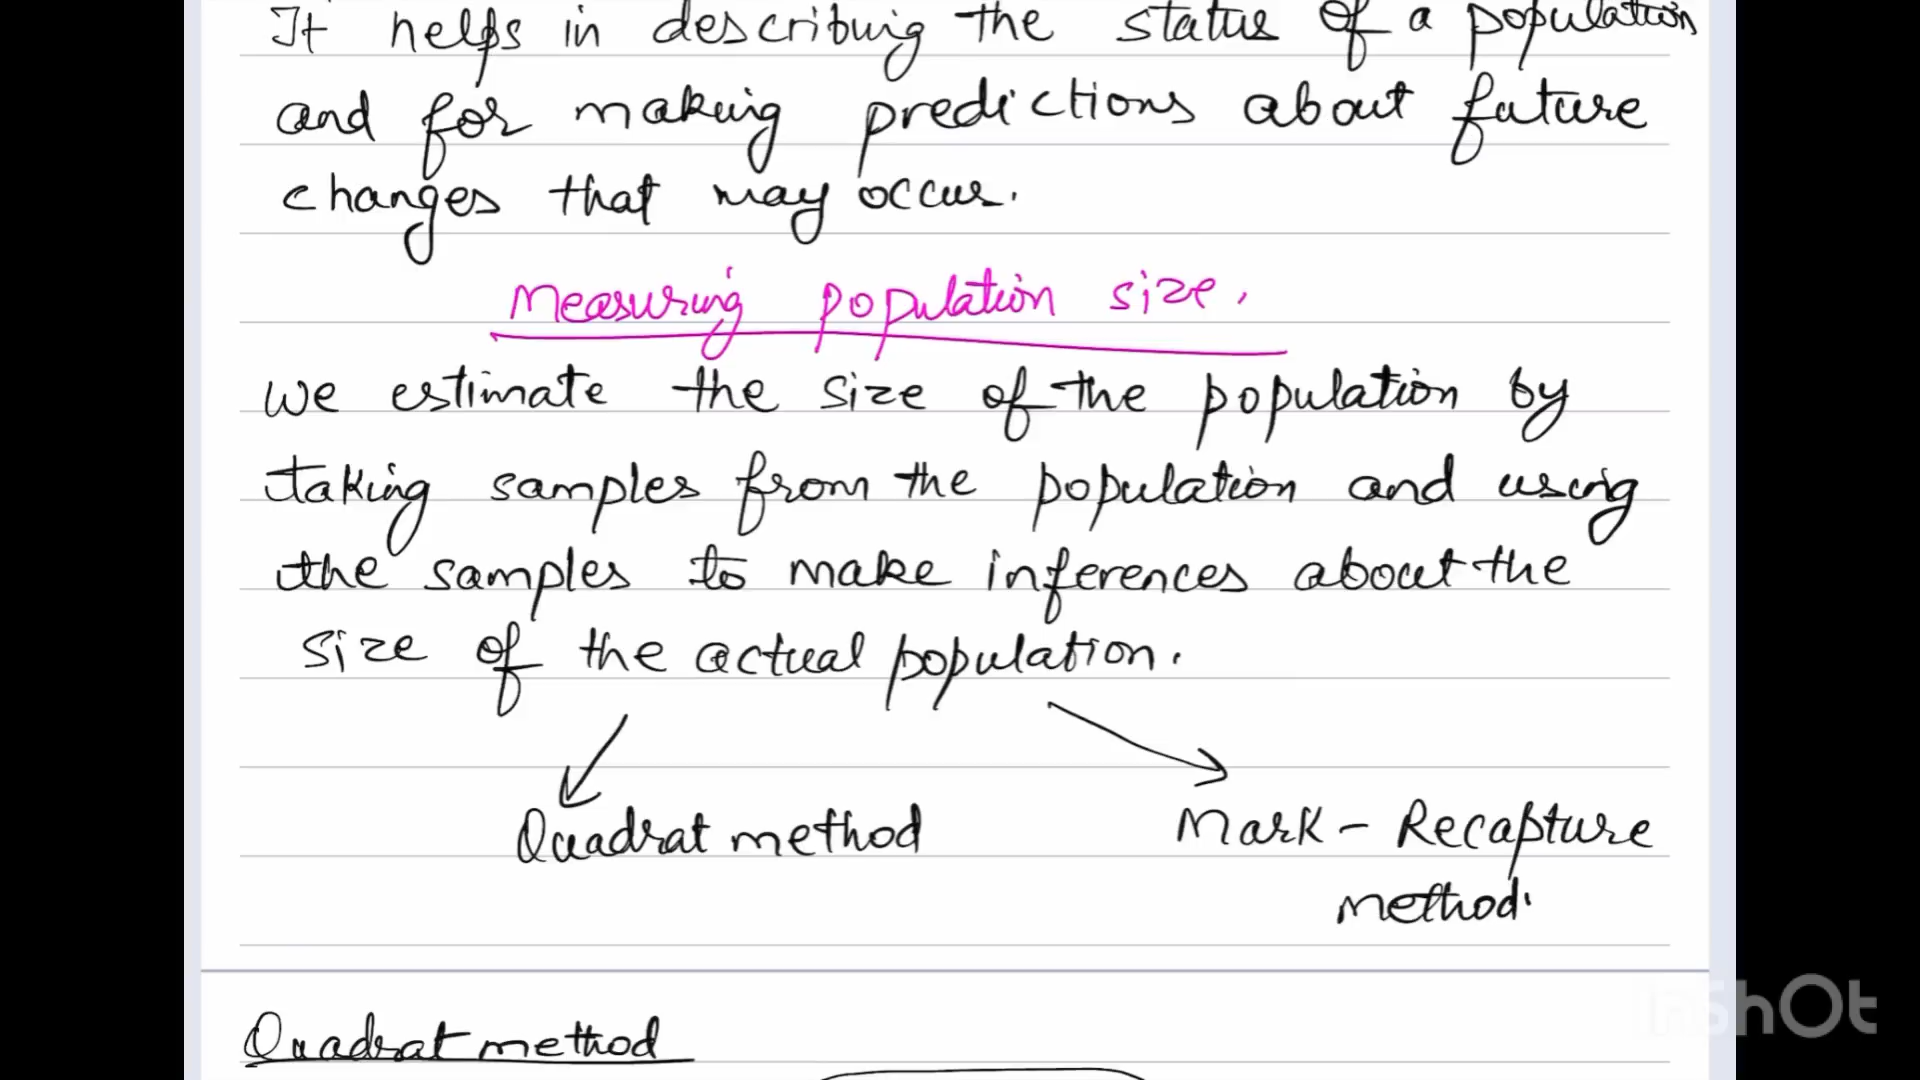 It helps in describing the status of a population
and for making predictions about future
changes that may occur.
Measuring population size.
We estimate the size of the population by
taking samples from the population and using
the samples to make inferences about the
size of the actual population.
Quadrat method
Mark - Recapture
method.
InShOt
Quadrat method